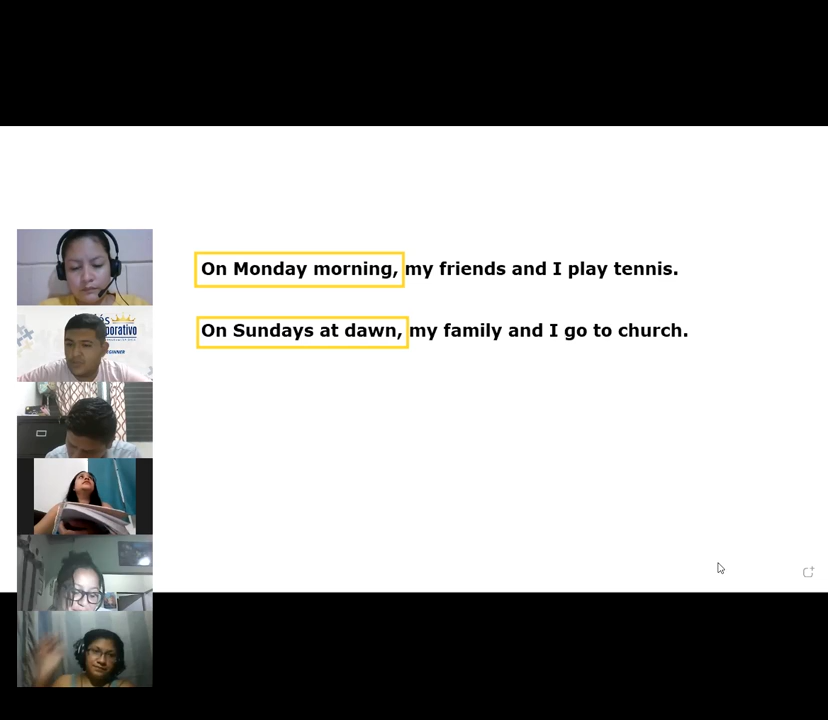 On Monday morning, my friends and I play tennis.
On Sundays at dawn, my family and I go to church.